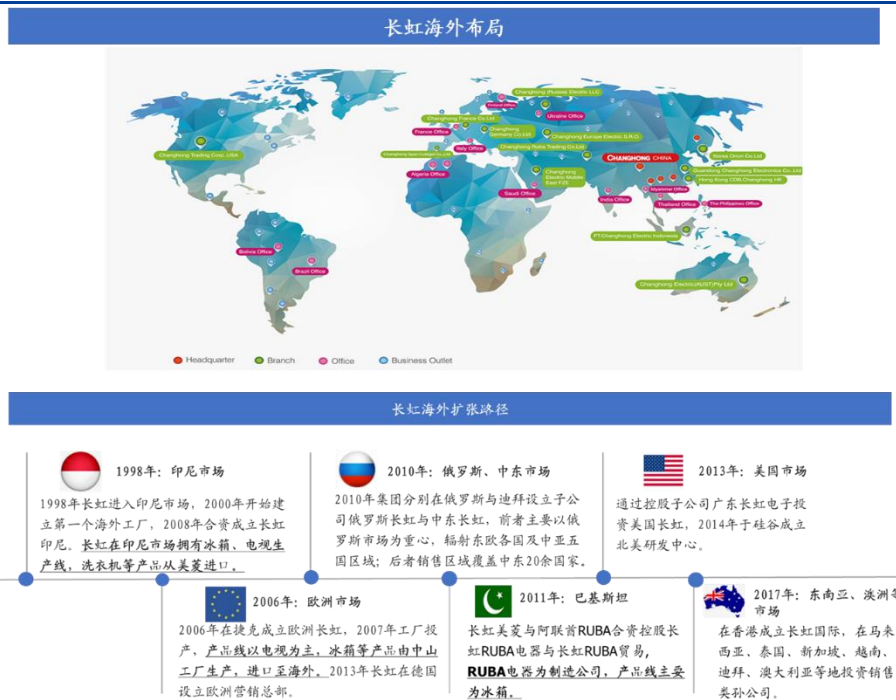 长虹海外布局
Changhong (Russia) Electric LLC
Finland Office
Ukraine Office
Changhong France Co.Ltd
France Office
Changhong
Germany Co.Ltd
Changhong Europe Electric S.R.O
Italy Office
Changhong Ruba Trading Co.Ltd
CHANGHONG CHINA
Korea Orion Co.Ltd
Changhong Trading Corp. USA
Algeria Office
Changhong
Electric Middle
East FZE
Guandong Changhong Electronics Co.,Ltd
Hong Kong CDB,Changhong HK
Saudi Office
India Office
Myanmar Office
Thailand Office
The Philippines Office
PT.Changhong Electric Indonesia
Bolivia Office
Brazil Office
Changhong Electric(AUST)Pty Ltd
Headquarter
Branch
Office
Business Outlet
长虹海外扩张路径
1998年：印尼市场
1998年长虹进入印尼市场，2000年开始建
立第一个海外工厂，2008年合资成立长虹
印尼。长虹在印尼市场拥有冰箱、电视生
产线，洗衣机等产品从美菱进口。
2010年：俄罗斯、中东市场
2010年集团分别在俄罗斯与迪拜设立子公
司俄罗斯长虹与中东长虹，前者主要以俄
罗斯市场为重心，辐射东欧各国及中亚五
国区域；后者销售区域覆盖中东20余国家。
2013年：美国市场
通过控股子公司广东长虹电子投
资美国长虹，2014年于硅谷成立
北美研发中心。
2006年：欧洲市场
2006年在捷克成立欧洲长虹，2007年工厂投
产，产品线以电视为主，冰箱等产品由中山
工厂生产，进口至海外。2013年长虹在德国
设立欧洲营销总部。
2011年：巴基斯坦
长虹美菱与阿联酋RUBA合资控股长
虹RUBA电器与长虹RUBA贸易，
RUBA电器为制造公司，产品线主要
为冰箱。
2017年：东南亚、澳洲等
市场
在香港成立长虹国际，在马来
西亚、泰国、新加坡、越南、
迪拜、澳大利亚等地投资销售
类孙公司。